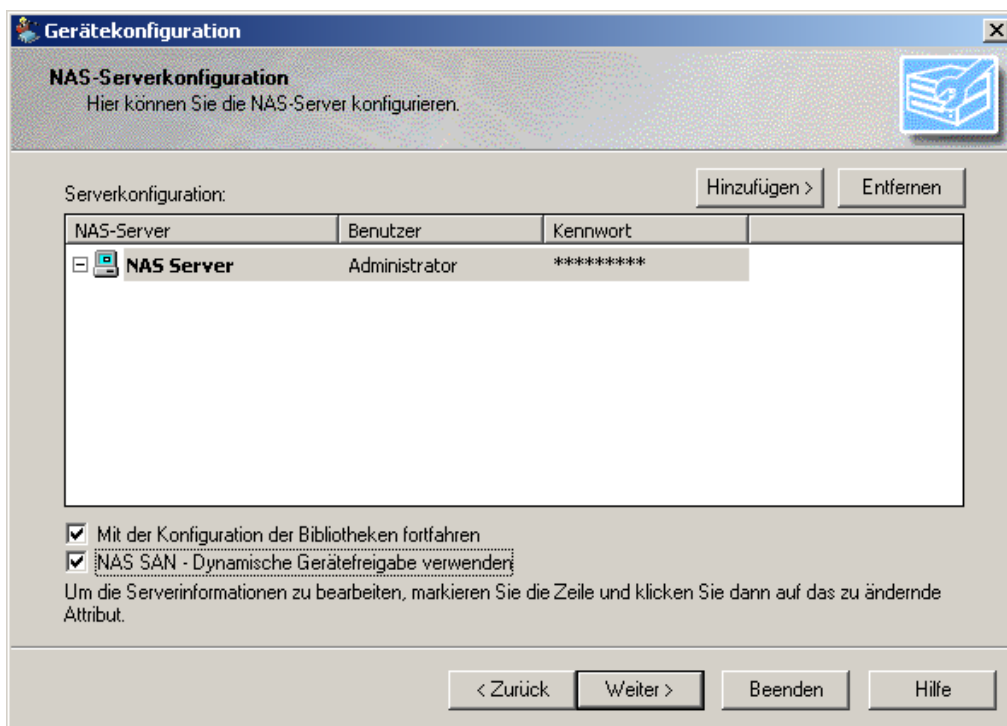 Gerätekonfiguration
NAS-Serverkonfiguration
Hier können Sie die NAS-Server konfigurieren.
Serverkonfiguration:
Hinzufügen >
Entfernen
NAS-Server Benutzer Kennwort
NAS Server Administrator *********
Mit der Konfiguration der Bibliotheken fortfahren
NAS SAN - Dynamische Gerätefreigabe verwenden
Um die Serverinformationen zu bearbeiten, markieren Sie die Zeile und klicken Sie dann auf das zu ändernde
Attribut.
< Zurück
Weiter >
Beenden
Hilfe